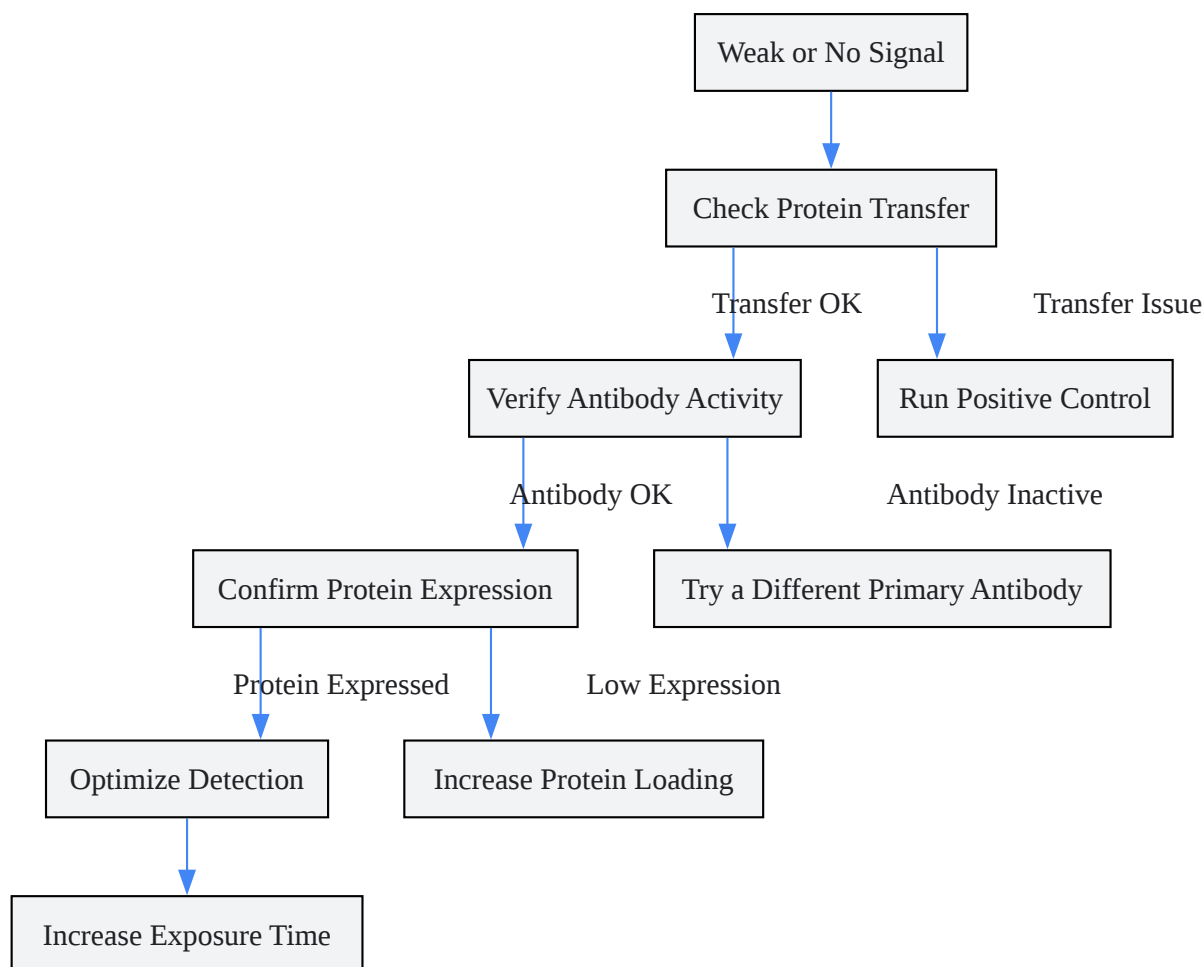 Weak or No Signal
Check Protein Transfer
Transfer OK
Transfer Issue
Verify Antibody Activity
Run Positive Control
Antibody OK
Antibody Inactive
Confirm Protein Expression
Try a Different Primary Antibody
Protein Expressed
Low Expression
Optimize Detection
Increase Protein Loading
Increase Exposure Time